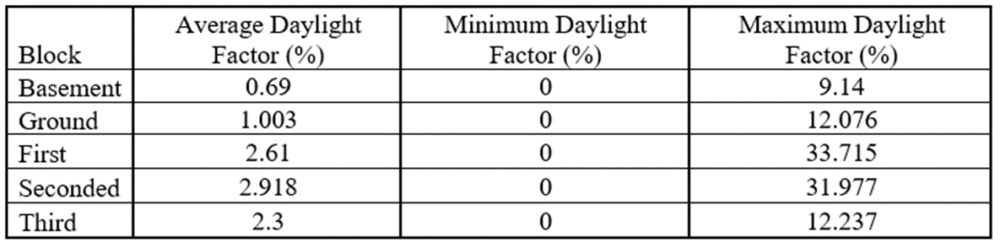 Block Average Daylight Factor (%) Minimum Daylight Factor (%) Maximum Daylight Factor (%)
Basement 0.69 0 9.14
Ground 1.003 0 12.076
First 2.61 0 33.715
Seconded 2.918 0 31.977
Third 2.3 0 12.237